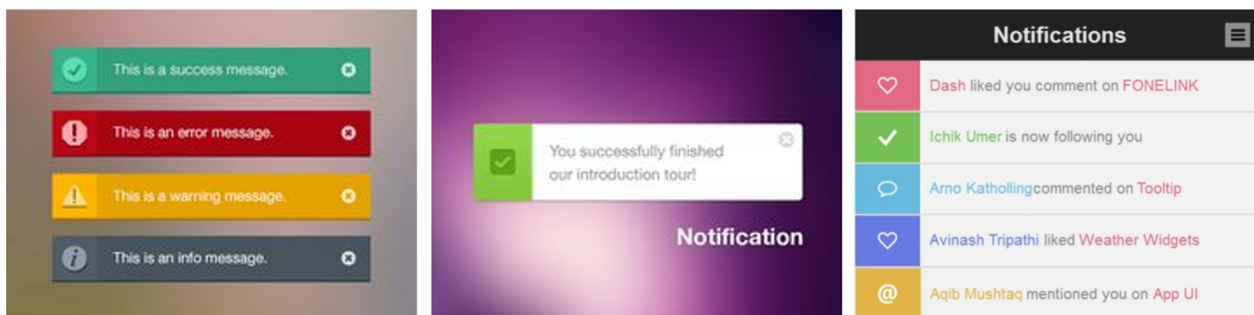 This is a success message.
This is an error message.
This is a warning message.
This is an info message.
You successfully finished
our introduction tour!
Notification
Notifications
Dash liked you comment on FONELINK
Ichik Umer is now following you
Arno Kathollingcommented on Tooltip
Avinash Tripathi liked Weather Widgets
@ Aqib Mushtaq mentioned you on App UI